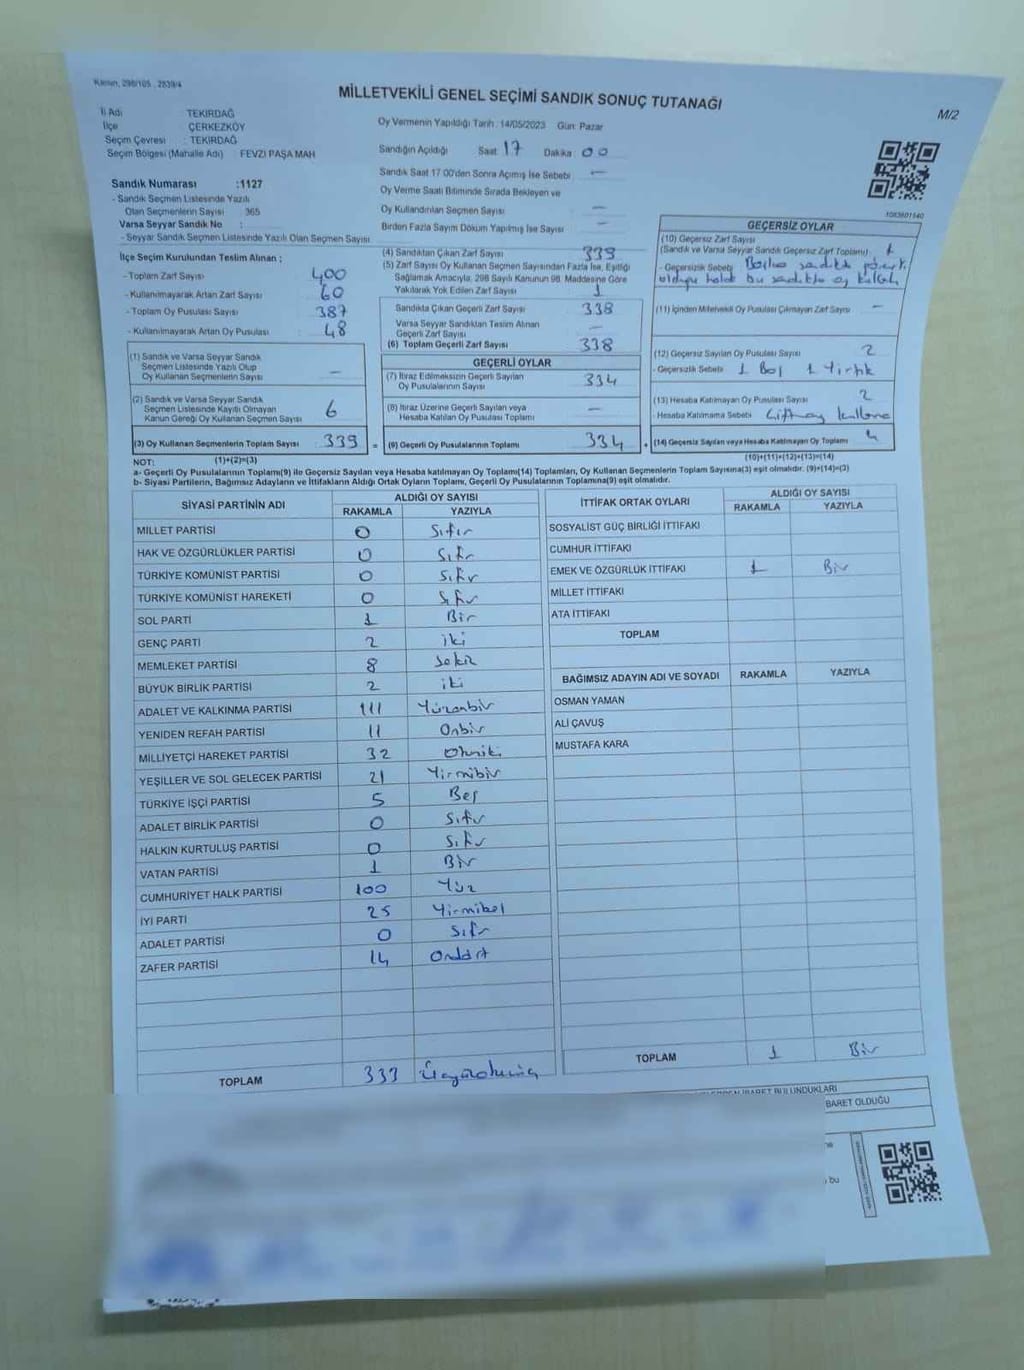 Kanun, 298/105 , 2839/4
MİLLETVEKİLİ GENEL SEÇİMİ SANDIK SONUÇ TUTANAĞI
M/2
İl Adı TEKİRDAĞ
İlçe ÇERKEZKÖY
Seçim Çevresi : TEKİRDAĞ
Seçim Bölgesi (Mahalle Adı) : FEVZİ PAŞA MAH
Sandık Numarası :1127
- Sandık Seçmen Listesinde Yazılı
Olan Seçmenlerin Sayısı 365
Varsa Seyyar Sandık No :
- Seyyar Sandık Seçmen Listesinde Yazılı Olan Seçmen Sayısı
Oy Vermenin Yapıldığı Tarih : 14/05/2023 Gün: Pazar
Sandığın Açıldığı Saat 17 Dakika 00
Sandık Saat 17.00'den Sonra Açılmış İse Sebebi —
Oy Verme Saati Bitiminde Sırada Bekleyen ve
Oy Kullandırılan Seçmen Sayısı —
Birden Fazla Sayım Döküm Yapılmış İse Sayısı —
1083601140
İlçe Seçim Kurulundan Teslim Alınan ;
- Toplam Zarf Sayısı 400
- Kullanılmayarak Artan Zarf Sayısı 60
- Toplam Oy Pusulası Sayısı 387
- Kullanılmayarak Artan Oy Pusulası 48
(1) Sandık ve Varsa Seyyar Sandık
Seçmen Listesinde Yazılı Olup
Oy Kullanan Seçmenlerin Sayısı —
(2) Sandık ve Varsa Seyyar Sandık
Seçmen Listesinde Kayıtlı Olmayan
Kanun Gereği Oy Kullanan Seçmen Sayısı 6
(3) Oy Kullanan Seçmenlerin Toplam Sayısı 339 =
(1)+(2)=(3)
(4) Sandıktan Çıkan Zarf Sayısı 339
(5) Zarf Sayısı Oy Kullanan Seçmen Sayısından Fazla İse, Eşitliği
Sağlamak Amacıyla, 298 Sayılı Kanunun 98. Maddesine Göre
Yakılarak Yok Edilen Zarf Sayısı 1
Sandıkta Çıkan Geçerli Zarf Sayısı 338
Varsa Seyyar Sandıktan Teslim Alınan
Geçerli Zarf Sayısı —
(6) Toplam Geçerli Zarf Sayısı 338
GEÇERLİ OYLAR
(7) İtiraz Edilmeksizin Geçerli Sayılan
Oy Pusulalarının Sayısı 334
(8) İtiraz Üzerine Geçerli Sayılan veya
Hesaba Katılan Oy Pusulası Toplamı —
(9) Geçerli Oy Pusulalarının Toplamı 334 +
GEÇERSİZ OYLAR
(10) Geçersiz Zarf Sayısı
(Sandık ve Varsa Seyyar Sandık Geçersiz Zarf Toplamı) : 1
- Geçersizlik Sebebi Başka sandıkta
bu sandıkta oy
(11) İçinden Milletvekili Oy Pusulası Çıkmayan Zarf Sayısı —
(12) Geçersiz Sayılan Oy Pusulası Sayısı 2
- Geçersizlik Sebebi 1 Boş 1 Yırtık
(13) Hesaba Katılmayan Oy Pusulası Sayısı 2
- Hesaba Katılmama Sebebi Çift oy
(14) Geçersiz Sayılan veya Hesaba Katılmayan Oy Toplamı 4
(10)+(11)+(12)+(13)=(14)
NOT:
a- Geçerli Oy Pusulalarının Toplamı(9) ile Geçersiz Sayılan veya Hesaba katılmayan Oy Toplamı(14) Toplamları, Oy Kullanan Seçmenlerin Toplam Sayısına(3) eşit olmalıdır. (9)+(14)=(3)
b- Siyasi Partilerin, Bağımsız Adayların ve İttifakların Aldığı Ortak Oyların Toplamı, Geçerli Oy Pusulalarının Toplamına(9) eşit olmalıdır.
SİYASİ PARTİNİN ADI ALDIĞI OY SAYISI
RAKAMLA YAZIYLA
MİLLET PARTİSİ 0 Sıfır
HAK VE ÖZGÜRLÜKLER PARTİSİ 0 Sıfır
TÜRKİYE KOMÜNİST PARTİSİ 0 Sıfır
TÜRKİYE KOMÜNİST HAREKETİ 0 Sıfır
SOL PARTİ 1 Bir
GENÇ PARTİ 2 iki
MEMLEKET PARTİSİ 8 Sekiz
BÜYÜK BİRLİK PARTİSİ 2 iki
ADALET VE KALKINMA PARTİSİ 111 Yüzonbir
YENİDEN REFAH PARTİSİ 11 Onbir
MİLLİYETÇİ HAREKET PARTİSİ 32 Otuziki
YEŞİLLER VE SOL GELECEK PARTİSİ 21 Yirmibir
TÜRKİYE İŞÇİ PARTİSİ 5 Beş
ADALET BİRLİK PARTİSİ 0 Sıfır
HALKIN KURTULUŞ PARTİSİ 0 Sıfır
VATAN PARTİSİ 1 Bir
CUMHURİYET HALK PARTİSİ 100 Yüz
İYİ PARTİ 25 Yirmibeş
ADALET PARTİSİ 0 Sıfır
ZAFER PARTİSİ 14 Ondört
TOPLAM 333 Üçyüzotuzüç
İTTİFAK ORTAK OYLARI ALDIĞI OY SAYISI
RAKAMLA YAZIYLA
SOSYALİST GÜÇ BİRLİĞİ İTTİFAKI
CUMHUR İTTİFAKI
EMEK VE ÖZGÜRLÜK İTTİFAKI 1 Bir
MİLLET İTTİFAKI
ATA İTTİFAKI
TOPLAM
BAĞIMSIZ ADAYIN ADI VE SOYADI RAKAMLA YAZIYLA
OSMAN YAMAN
ALİ ÇAVUŞ
MUSTAFA KARA
TOPLAM 1 Bir
BULUNDUKLARI
OLDUĞU
bu